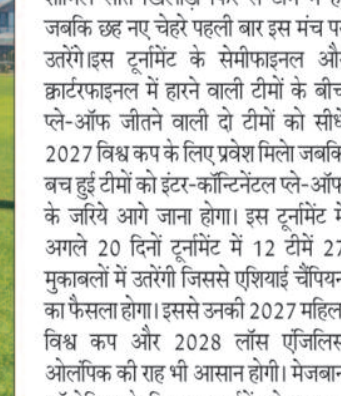 जबकि छह नए चेहरे पहली बार इस मंच प
उतरेंगे।इस टूर्नामेंट के सेमीफाइनल औ
क्वार्टरफाइनल में हारने वाली टीमों के बीच
प्ले-ऑफ जीतने वाली दो टीमों को सीधे
2027 विश्व कप के लिए प्रवेश मिलेा जबकि
बच हुई टीमों को इंटर-कॉन्टिनेंटल प्ले-ऑफ
के जरिये आगे जाना होगा। इस टूर्नामेंट में
अगले 20 दिनों टूर्नामेंट में 12 टीमें 27
मुकाबलों में उतरेंगी जिससे एशियाई चैंपियन
का फैसला होगा। इससे उनकी 2027 महिल
विश्व कप और 2028 लॉस एंजिलिस
ओलंपिक की राह भी आसान होगी। मेजबान